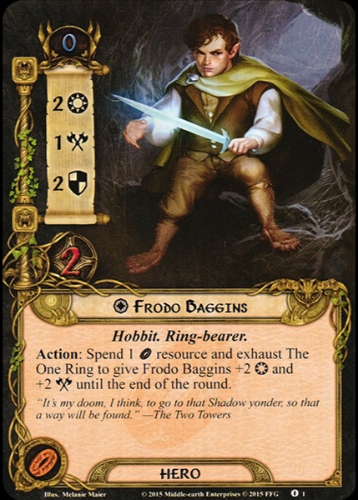 0
2
1
2
2
Frodo Baggins
Hobbit. Ring-bearer.
Action: Spend 1 resource and exhaust The
One Ring to give Frodo Baggins +2 and
+2 until the end of the round.
"It's my doom, I think, to go to that Shadow yonder, so that
a way will be found." —The Two Towers
HERO
Illus. Melanie Maier © 2015 Middle-earth Enterprises © 2015 FFG 1